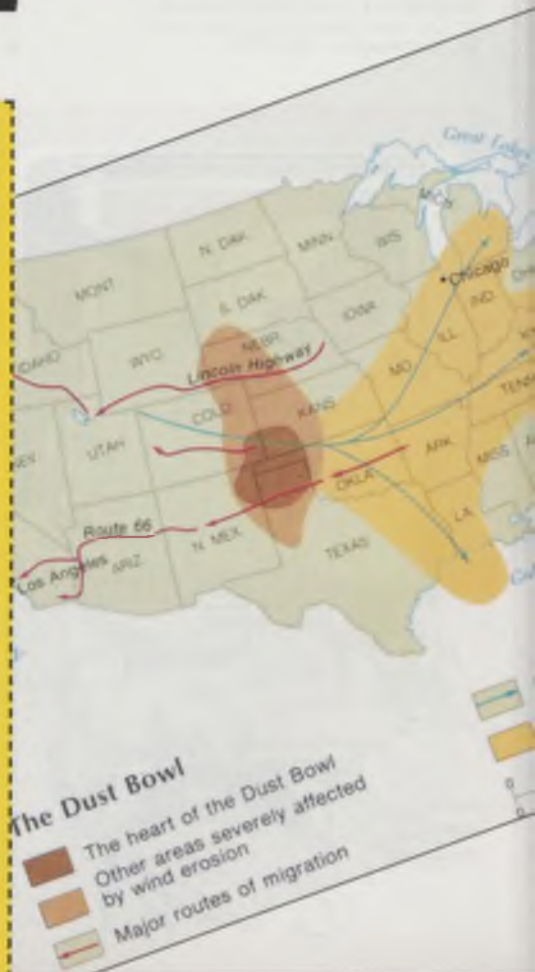 Great Lakes
MICH
N. DAK
MINN
WIS
MONT
Chicago
S. DAK
IOWA
IND
IDAHO
WYO
NEBR
ILL
Lincoln Highway
MO
COLO
KANS
TENN
UTAH
ARK
MISS
OKLA
LA
Route 66
N. MEX
TEXAS
Los Angeles
ARIZ
The Dust Bowl
The heart of the Dust Bowl
Other areas severely affected
by wind erosion
Major routes of migration
0
0